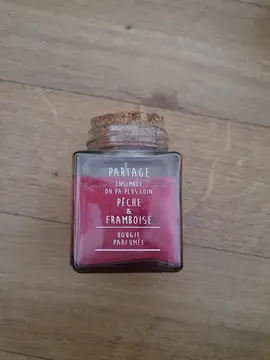 PARTAGE
ENSEMBLE
ON VA PLUS LOIN
PÊCHE
&
FRAMBOISE
BOUGIE
PARFUMÉE